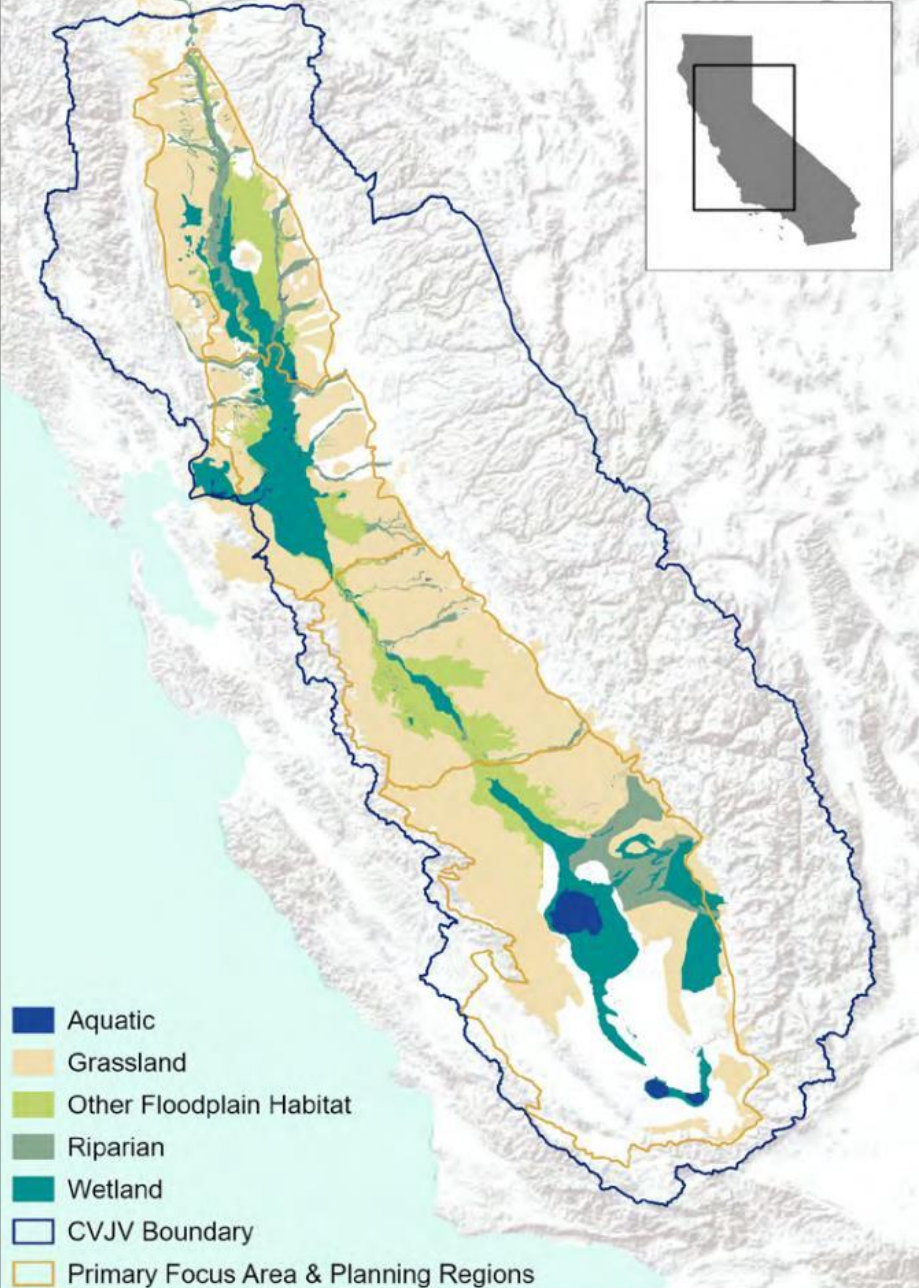 Aquatic
Grassland
Other Floodplain Habitat
Riparian
Wetland
CVJV Boundary
Primary Focus Area & Planning Regions